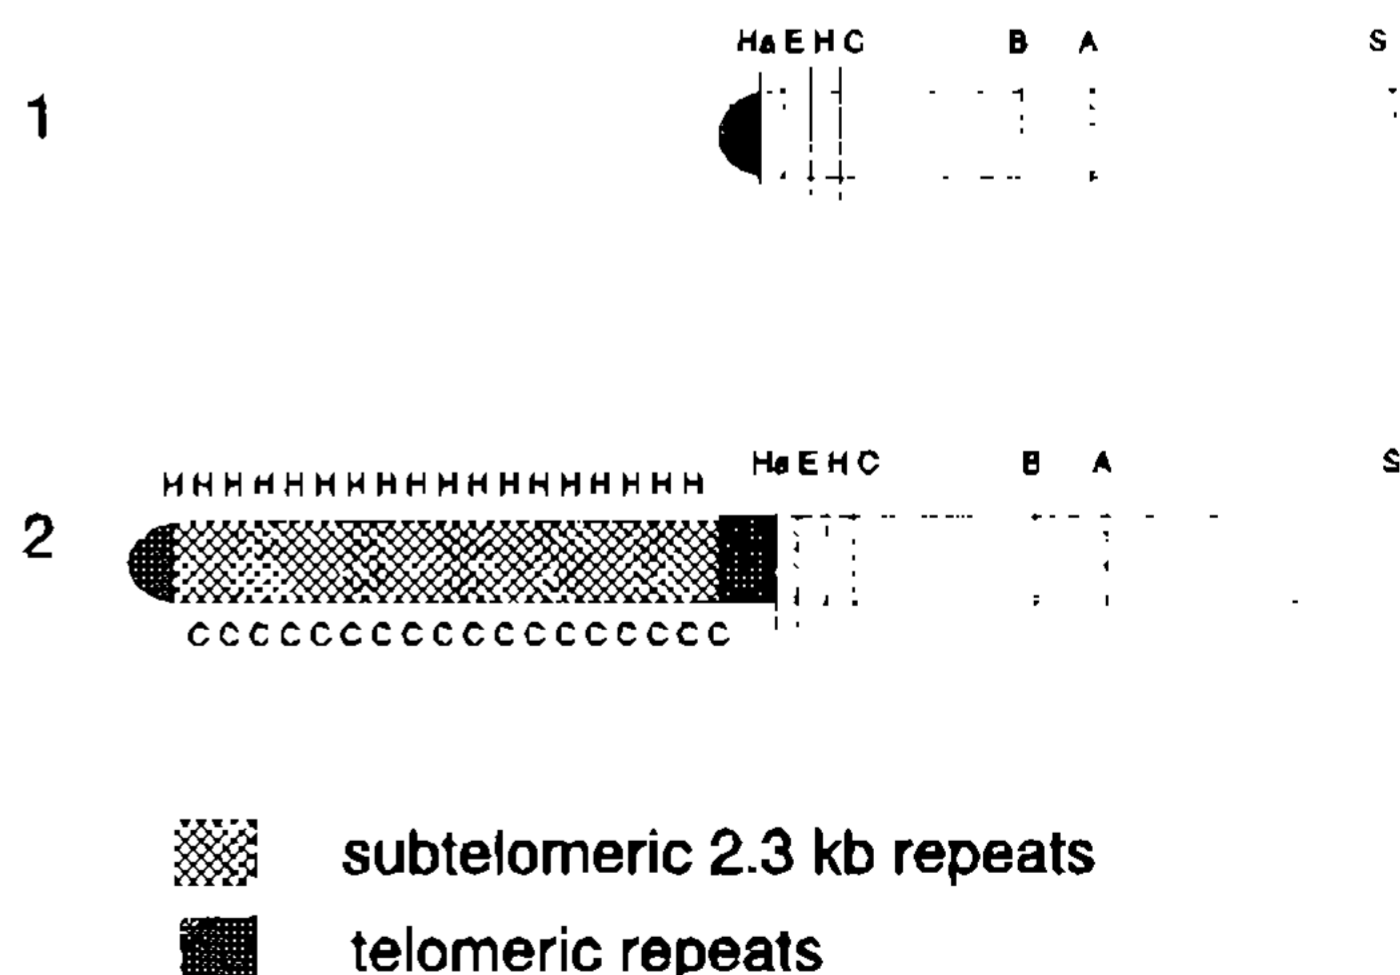 Ha E H C B A S
1
Ha E H C B A S
H H H H H H H H H H H H H H H H H H
2
C C C C C C C C C C C C C C C C C C
subtelomeric 2.3 kb repeats
telomeric repeats